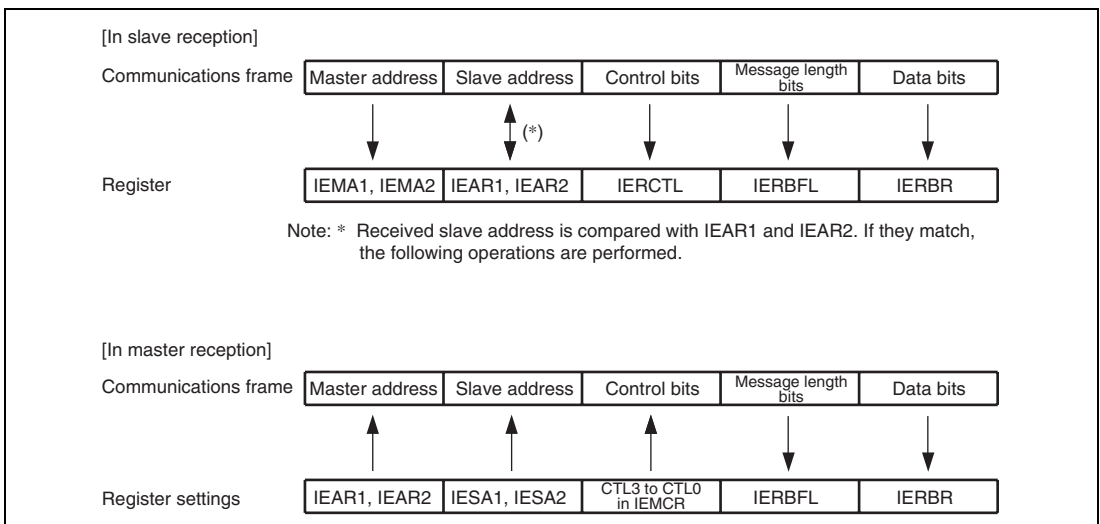 [In slave reception]
Communications frame Master address Slave address Control bits Message length bits Data bits
(*)
Register IEMA1, IEMA2 IEAR1, IEAR2 IERCTL IERBFL IERBR
Note: * Received slave address is compared with IEAR1 and IEAR2. If they match,
the following operations are performed.
[In master reception]
Communications frame Master address Slave address Control bits Message length bits Data bits
Register settings IEAR1, IEAR2 IESA1, IESA2 CTL3 to CTL0 in IEMCR IERBFL IERBR